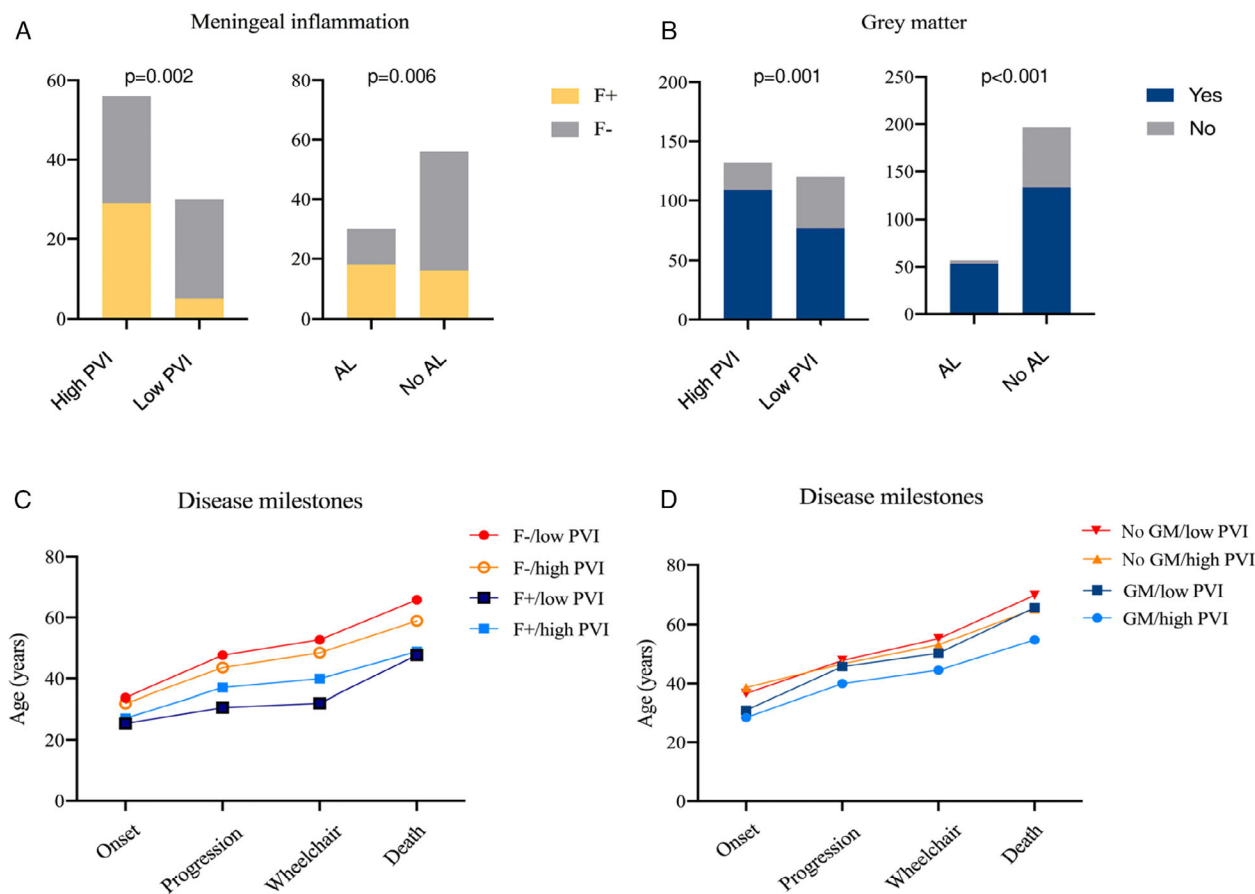 A
Meningeal inflammation
p=0.002
60
40
20
0
High PVI
Low PVI
p=0.006
80
60
40
20
0
AL
No AL
F+
F-
B
Grey matter
p=0.001
200
150
100
50
0
High PVI
Low PVI
p<0.001
250
200
150
100
50
0
AL
No AL
Yes
No
C
Disease milestones
Age (years)
80
60
40
20
0
Onset
Progression
Wheelchair
Death
F-/low PVI
F-/high PVI
F+/low PVI
F+/high PVI
D
Disease milestones
Age (years)
80
60
40
20
0
Onset
Progression
Wheelchair
Death
No GM/low PVI
No GM/high PVI
GM/low PVI
GM/high PVI